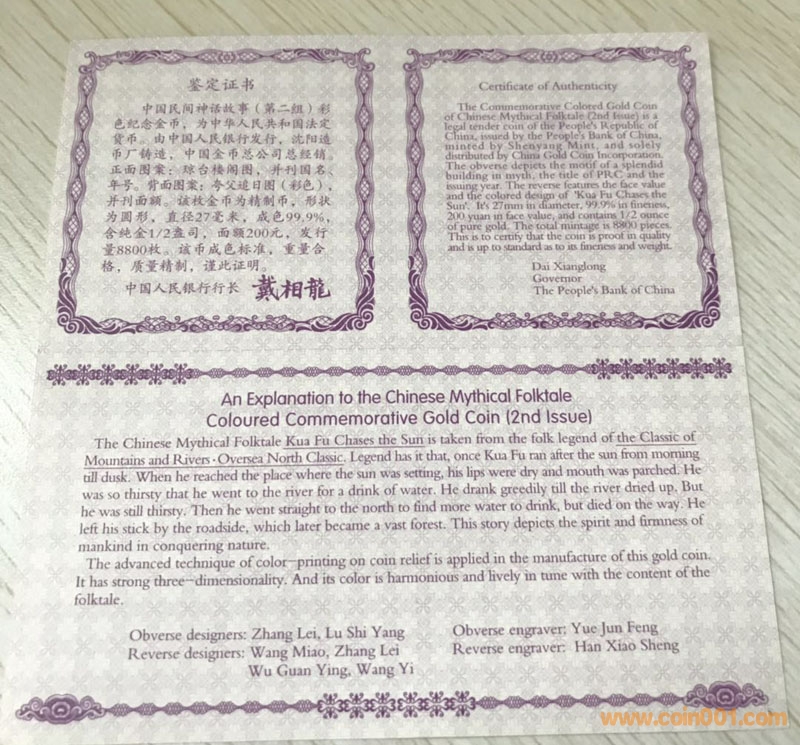 鉴定证书
中国民间神话故事（第二组）彩
色纪念金币，为中华人民共和国法定
货币。由中国人民银行发行，沈阳造
币厂铸造，中国金币总公司总经销。
正面图案：琼台楼阁图，并刊国名、
年号。背面图案：夸父追日图（彩色），
并刊面额。该枚金币为精制币，形状
为圆形，直径27毫米，成色99.9%，
含纯金1/2盎司，面额200元，发行
量8800枚。该币成色标准，重量合
格，质量精制，谨此证明。
中国人民银行行长 戴相龍
Certificate of Authenticity
The Commemorative Colored Gold Coin
of Chinese Mythical Folktale (2nd Issue) is a
legal tender coin of the People's Republic of
China, issued by the People's Bank of China,
minted by Shenyang Mint, and solely
distributed by China Gold Coin Incorporation.
The obverse depicts the motif of a splendid
building in myth, the title of PRC and the
issuing year. The reverse features the face value
and the colored design of "Kua Fu Chases the
Sun". It's 27mm in diameter, 99.9% in fineness,
200 yuan in face value, and contains 1/2 ounce
of pure gold. The total mintage is 8800 pieces.
This is to certify that the coin is proof in quality
and is up to standard as to its fineness and weight.
Dai Xianglong
Governor
The People's Bank of China
An Explanation to the Chinese Mythical Folktale
Coloured Commemorative Gold Coin (2nd Issue)
The Chinese Mythical Folktale Kua Fu Chases the Sun is taken from the folk legend of the Classic of
Mountains and Rivers·Oversea North Classic. Legend has it that, once Kua Fu ran after the sun from morning
till dusk. When he reached the place where the sun was setting, his lips were dry and mouth was parched. He
was so thirsty that he went to the river for a drink of water. He drank greedily till the river dried up. But
he was still thirsty. Then he went straight to the north to find more water to drink, but died on the way. He
left his stick by the roadside, which later became a vast forest. This story depicts the spirit and firmness of
mankind in conquering nature.
The advanced technique of color-printing on coin relief is applied in the manufacture of this gold coin.
It has strong three-dimensionality. And its color is harmonious and lively in tune with the content of the
folktale.
Obverse designers: Zhang Lei, Lu Shi Yang
Reverse designers: Wang Miao, Zhang Lei
Wu Guan Ying, Wang Yi
Obverse engraver: Yue Jun Feng
Reverse engraver: Han Xiao Sheng
www.coin001.com